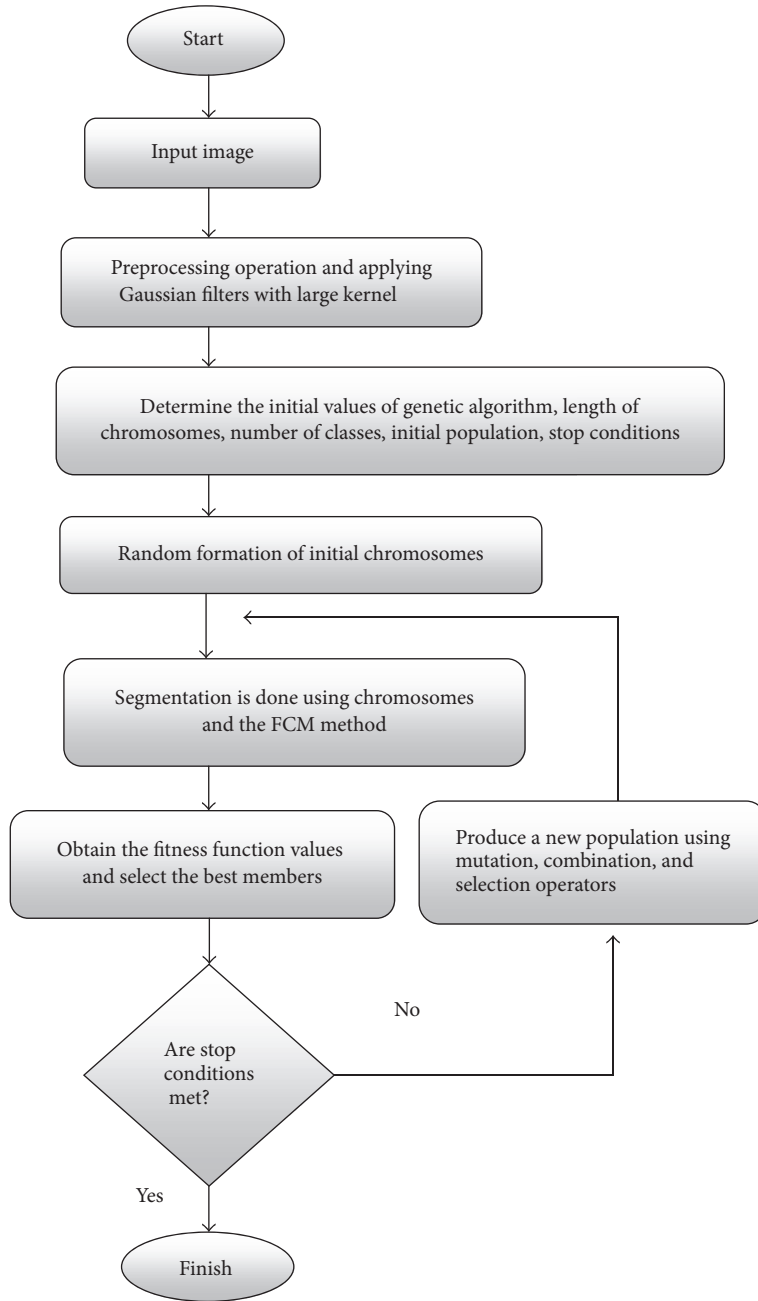 Start
Input image
Preprocessing operation and applying
Gaussian filters with large kernel
Determine the initial values of genetic algorithm, length of
chromosomes, number of classes, initial population, stop conditions
Random formation of initial chromosomes
Segmentation is done using chromosomes
and the FCM method
Obtain the fitness function values
and select the best members
Produce a new population using
mutation, combination, and
selection operators
No
Are stop
conditions
met?
Yes
Finish